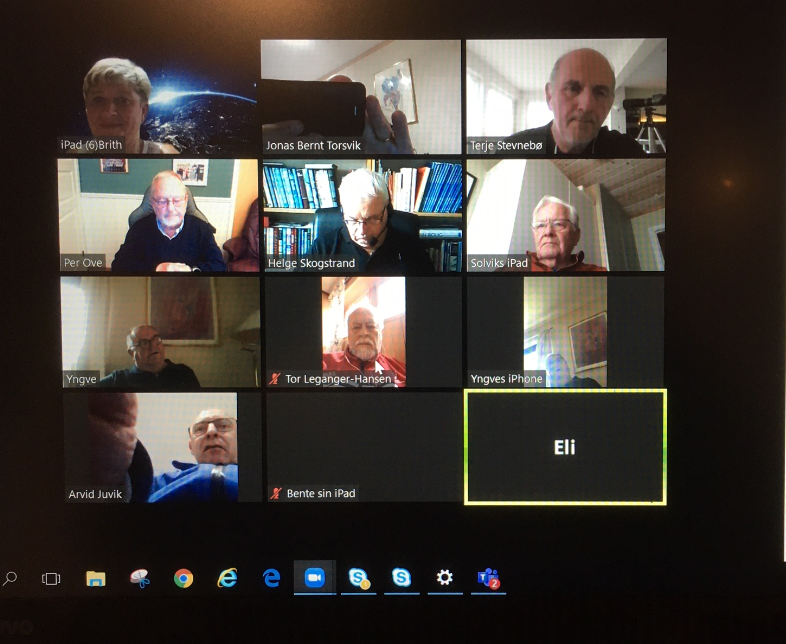 iPad (6)Brith
Jonas Bernt Torsvik
Terje Stevnebø
Per Ove
Helge Skogstrand
Solviks iPad
Yngve
Tor Leganger-Hansen
Yngves iPhone
Arvid Juvik
Bente sin iPad
Eli
2